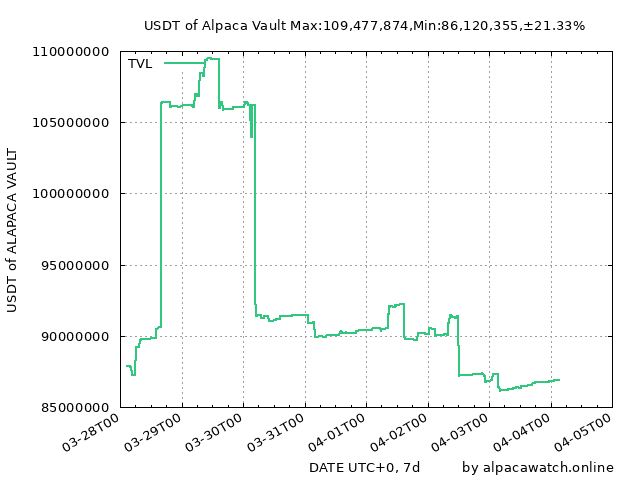 USDT of Alpaca Vault Max:109,477,874,Min:86,120,355,±21.33%
110000000
TVL
105000000
100000000
95000000
90000000
85000000
USDT of ALAPACA VAULT
03-28T00
03-29T00
03-30T00
03-31T00
04-01T00
04-02T00
04-03T00
04-04T00
04-05T00
DATE UTC+0, 7d
by alpacawatch.online